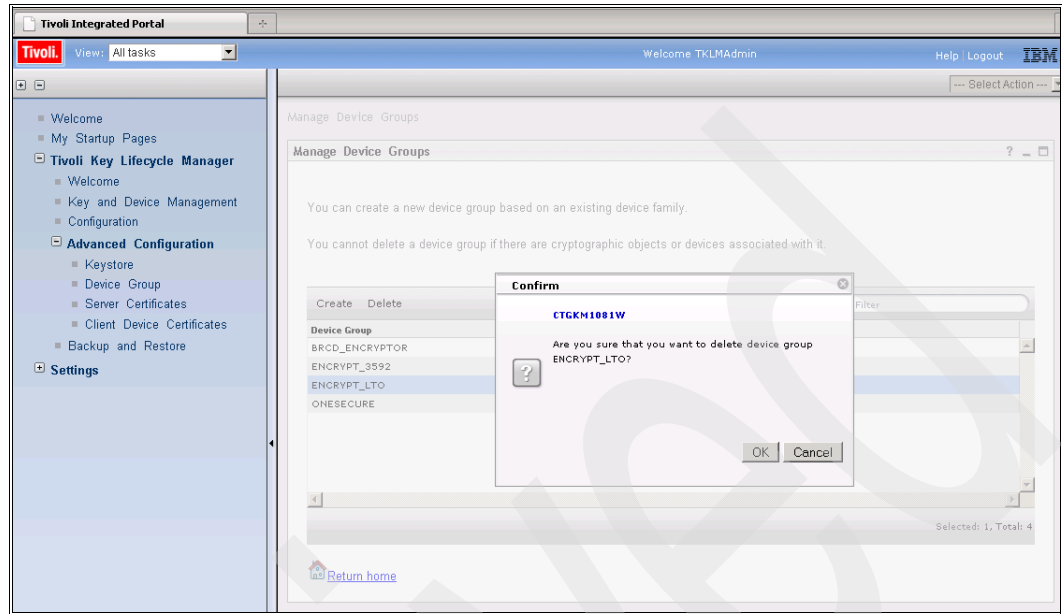 Tivoli Integrated Portal
Tivoli. View: All tasks Welcome TKLMAdmin Help Logout IBM
--- Select Action ---
Welcome
My Startup Pages
Tivoli Key Lifecycle Manager
Welcome
Key and Device Management
Configuration
Advanced Configuration
Keystore
Device Group
Server Certificates
Client Device Certificates
Backup and Restore
Settings
Manage Device Groups
Manage Device Groups
You can create a new device group based on an existing device family.
You cannot delete a device group if there are cryptographic objects or devices associated with it.
Create Delete Filter
Device Group
BRCD_ENCRYPTOR
ENCRYPT_3592
ENCRYPT_LTO
ONESECURE
Confirm
CTGKM1081W
Are you sure that you want to delete device group
ENCRYPT_LTO?
OK Cancel
Selected: 1, Total: 4
Return home